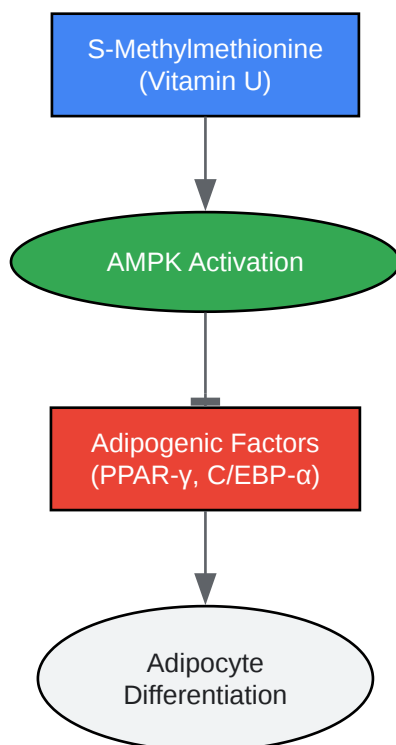 S-Methylmethionine
(Vitamin U)
AMPK Activation
Adipogenic Factors
(PPAR-γ, C/EBP-α)
Adipocyte
Differentiation